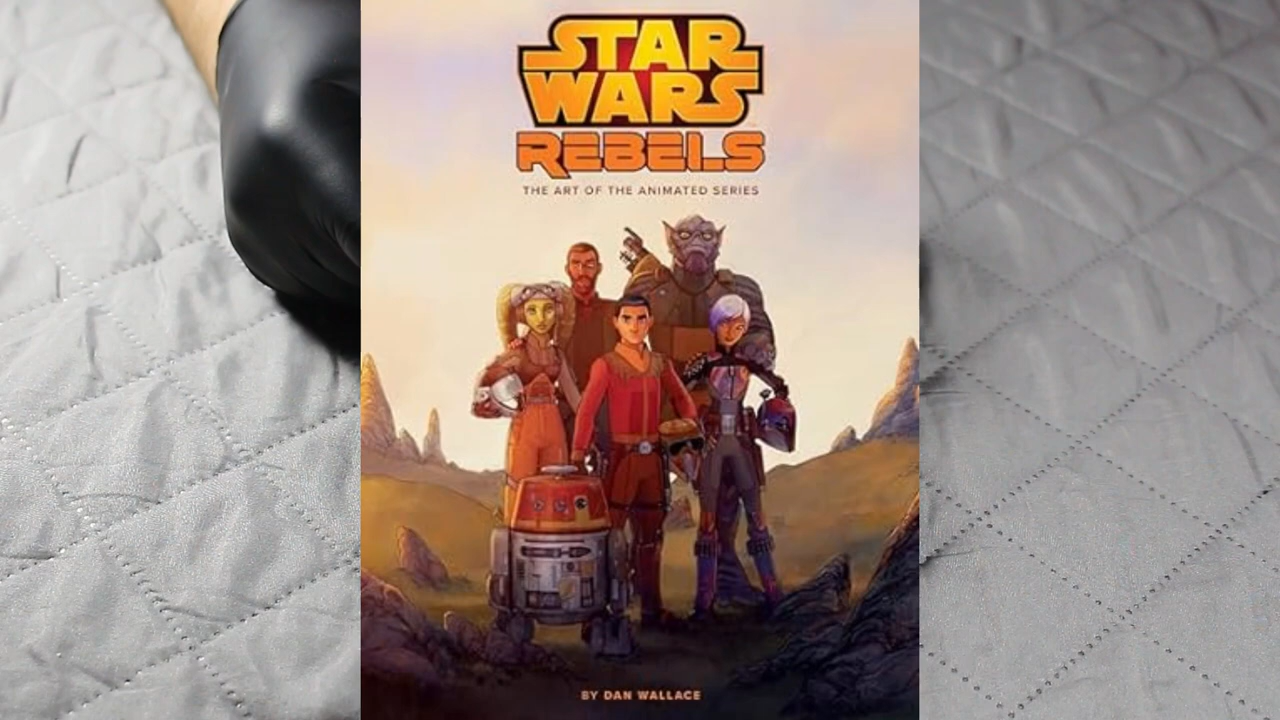 STAR
WARS
REBELS
THE ART OF THE ANIMATED SERIES
BY DAN WALLACE